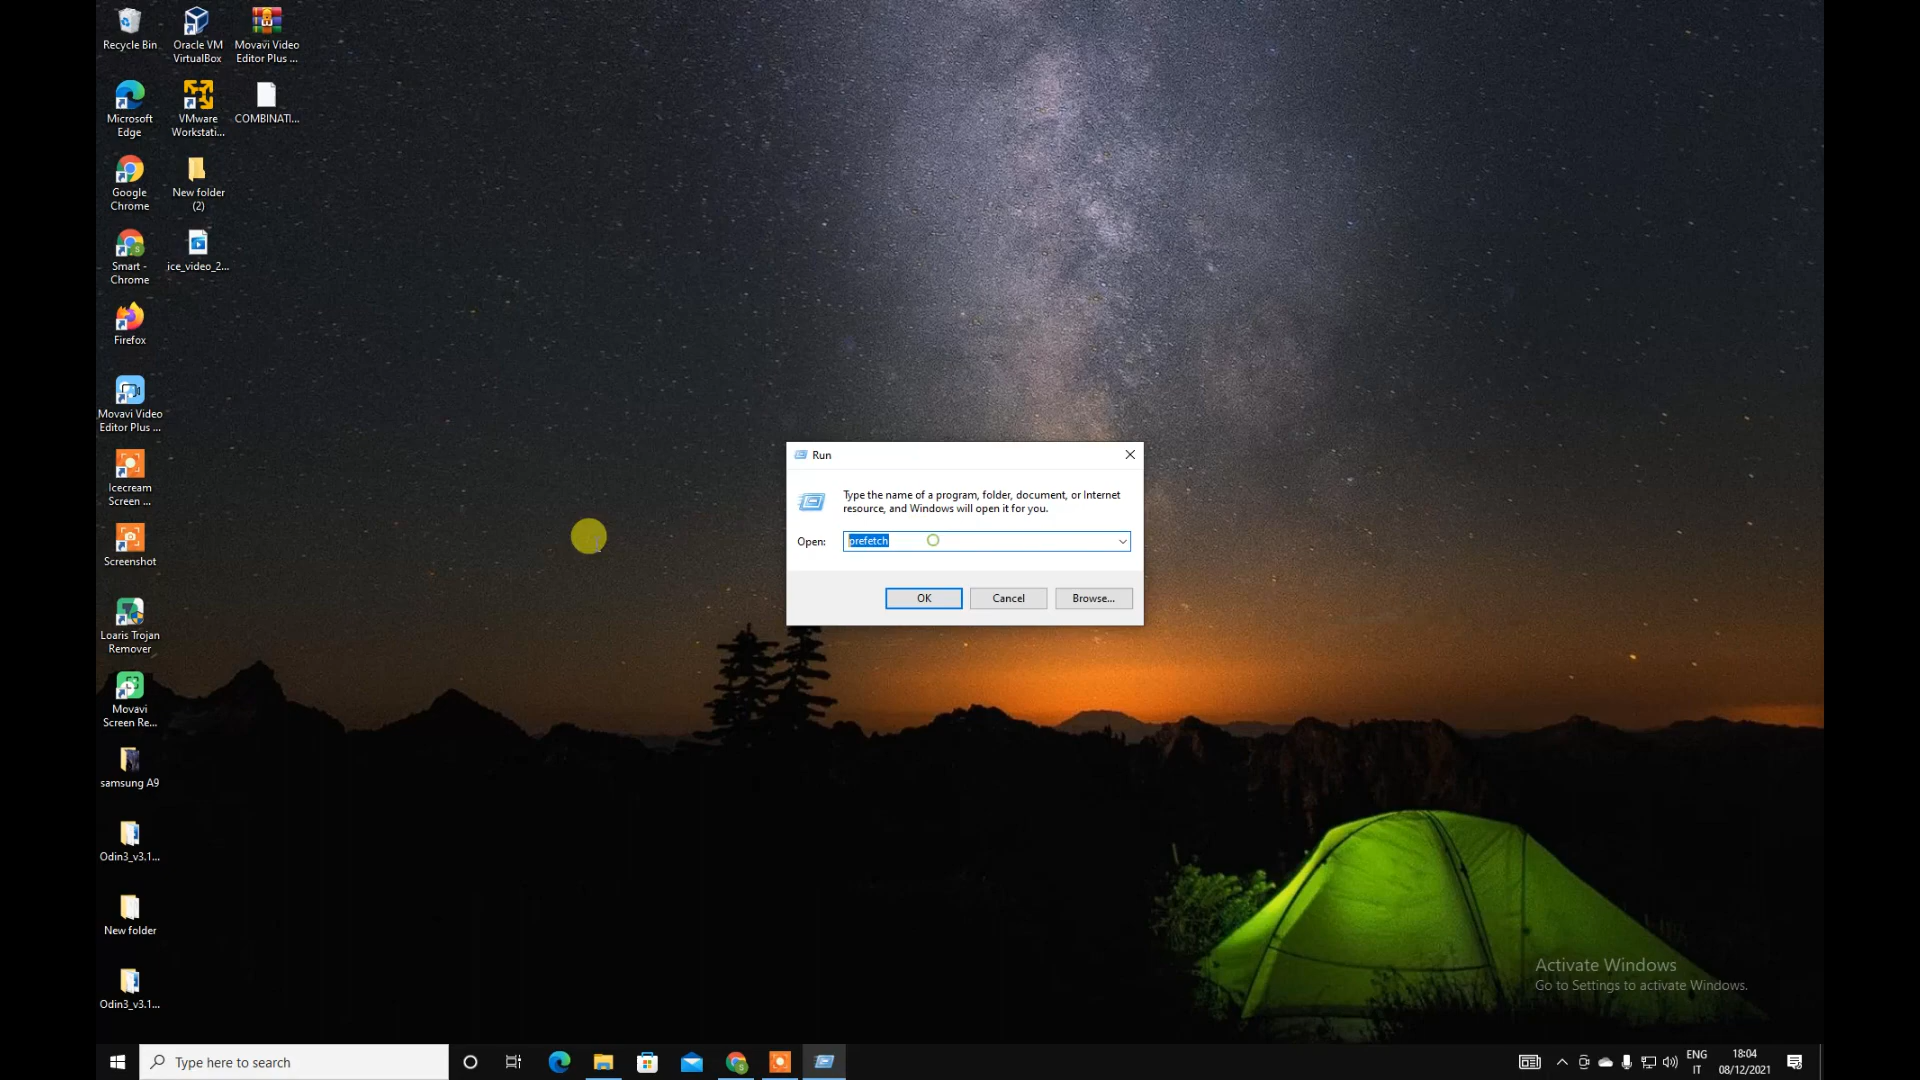 Recycle Bin
Oracle VM
VirtualBox
Movavi Video
Editor Plus ...
Microsoft
Edge
VMware
Workstati...
COMBINATI...
Google
Chrome
New folder
(2)
Smart -
Chrome
ice_video_2...
Firefox
Movavi Video
Editor Plus ...
Icecream
Screen ...
Screenshot
Loaris Trojan
Remover
Movavi
Screen Re...
samsung A9
Odin3_v3.1...
New folder
Odin3_v3.1...
Run
Type the name of a program, folder, document, or Internet
resource, and Windows will open it for you.
Open: prefetch
OK Cancel Browse...
Activate Windows
Go to Settings to activate Windows.
Type here to search
ENG
IT
18:04
08/12/2021